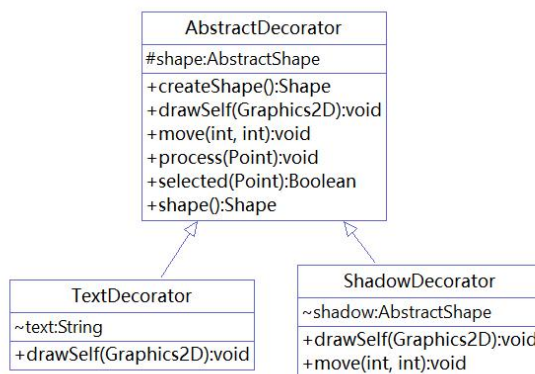 AbstractDecorator
#shape:AbstractShape
+createShape():Shape
+drawSelf(Graphics2D):void
+move(int, int):void
+process(Point):void
+selected(Point):Boolean
+shape():Shape
TextDecorator
~text:String
+drawSelf(Graphics2D):void
ShadowDecorator
~shadow:AbstractShape
+drawSelf(Graphics2D):void
+move(int, int):void